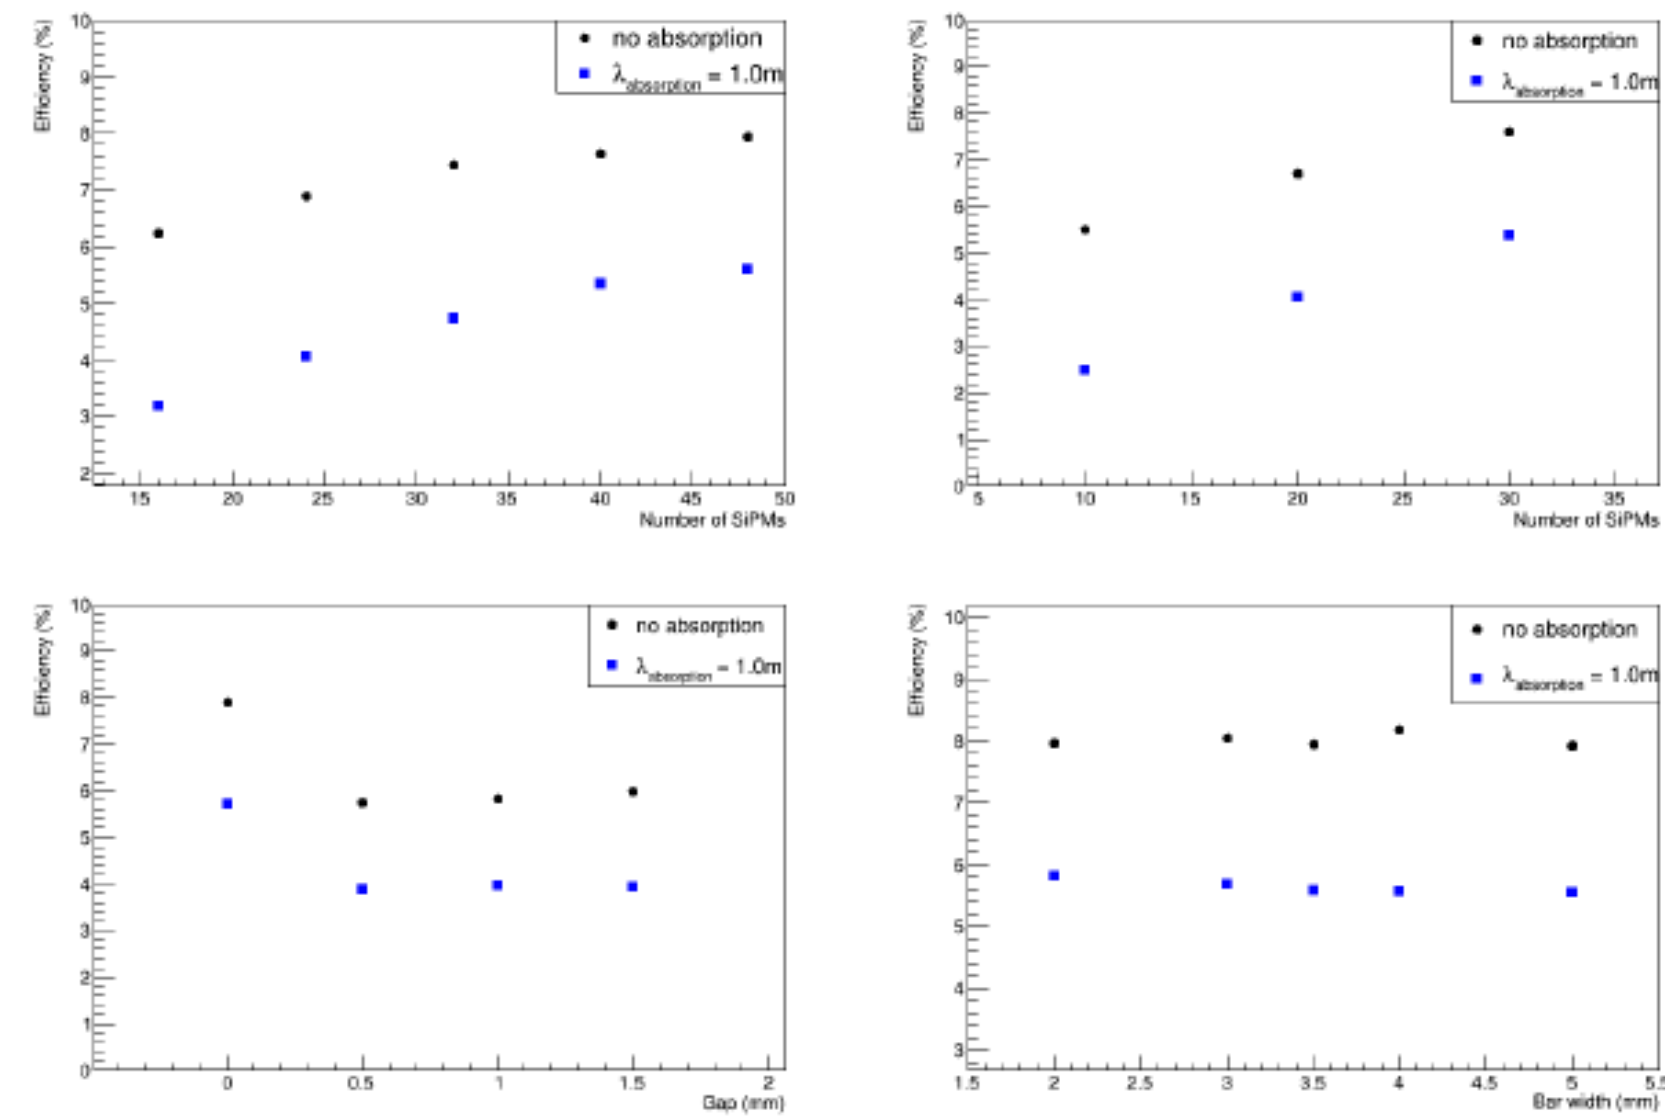 Efficiency (%)
10
9
8
7
6
5
4
3
2
15 20 25 30 35 40 45 50
Number of SiPMs
no absorption
λabsorption = 1.0m
Efficiency (%)
10
9
8
7
6
5
4
3
2
1
0
5 10 15 20 25 30 35
Number of SiPMs
no absorption
λabsorption = 1.0m
Efficiency (%)
10
9
8
7
6
5
4
3
2
1
0
0 0.5 1 1.5 2
Gap (mm)
no absorption
λabsorption = 1.0m
Efficiency (%)
10
9
8
7
6
5
4
3
1.5 2 2.5 3 3.5 4 4.5 5 5.5
Bar width (mm)
no absorption
λabsorption = 1.0m